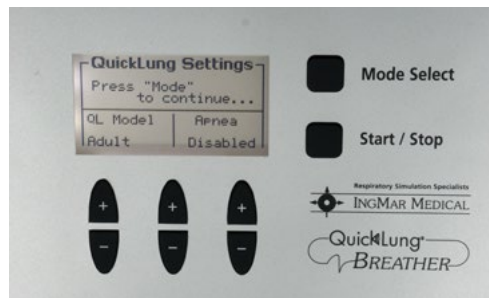 QuickLung Settings
Press "Mode"
to continue...
QL Model
Apnea
Adult
Disabled
Mode Select
Start / Stop
+ + +
- - -
Respiratory Simulation Specialists
INGMAR MEDICAL
QuickLung®
BREATHER